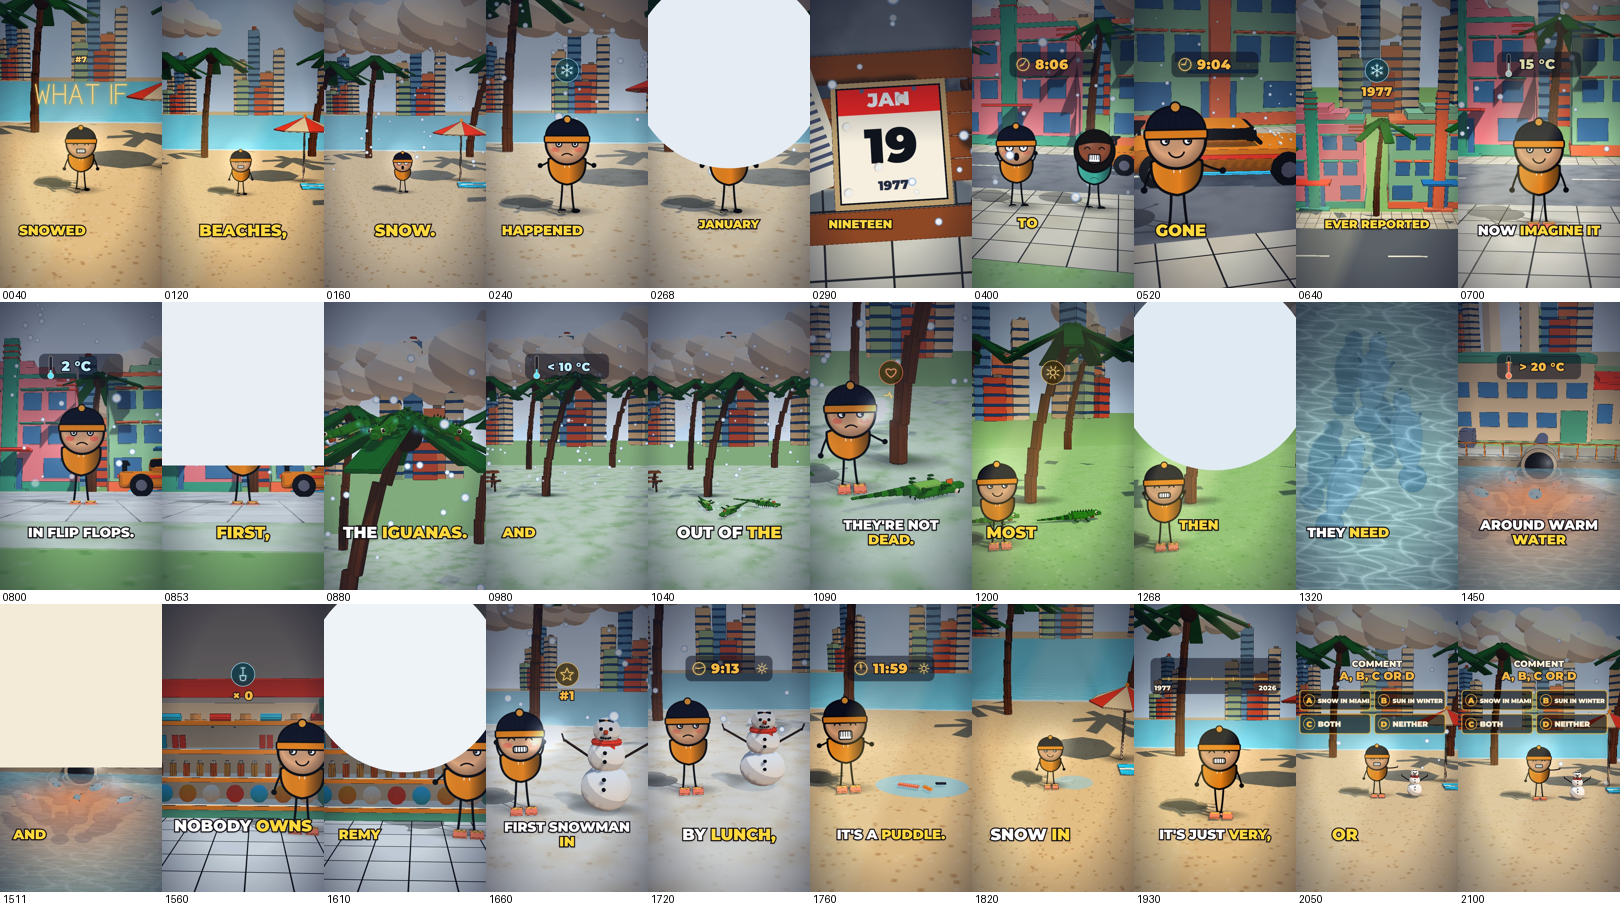 #7
WHAT IF
SNOWED
0040
BEACHES,
0120
SNOW.
0160
HAPPENED
0240
JANUARY
0268
JAN
19
1977
NINETEEN
0290
8:06
TO
0400
9:04
GONE
0520
1977
EVER REPORTED
0640
15 °C
NOW IMAGINE IT
0700
2 °C
IN FLIP FLOPS.
0800
FIRST,
0853
THE IGUANAS.
0880
< 10 °C
AND
0980
OUT OF THE
1040
THEY'RE NOT
DEAD.
1090
MOST
1200
THEN
1268
THEY NEED
1320
> 20 °C
AROUND WARM
WATER
1450
AND
1511
× 0
NOBODY OWNS
1560
REMY
1610
#1
FIRST SNOWMAN
IN
1660
9:13
BY LUNCH,
1720
11:59
IT'S A PUDDLE.
1760
SNOW IN
1820
1977
2026
IT'S JUST VERY,
1930
COMMENT
A, B, C OR D
A SNOW IN MIAMI
B SUN IN WINTER
C BOTH
D NEITHER
OR
2050
COMMENT
A, B, C OR D
A SNOW IN MIAMI
B SUN IN WINTER
C BOTH
D NEITHER
2100